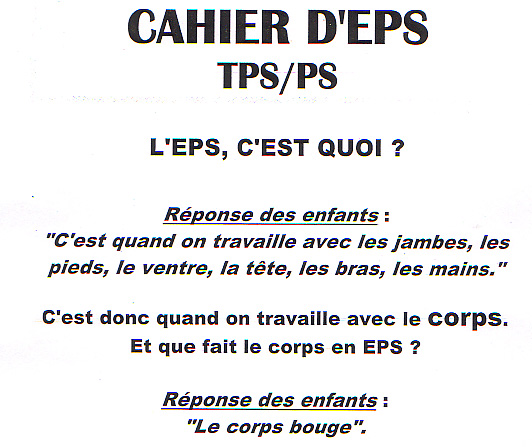 CAHIER D'EPS
TPS/PS
L'EPS, C'EST QUOI ?
Réponse des enfants :
"C'est quand on travaille avec les jambes, les
pieds, le ventre, la tête, les bras, les mains."
C'est donc quand on travaille avec le corps.
Et que fait le corps en EPS ?
Réponse des enfants :
"Le corps bouge".